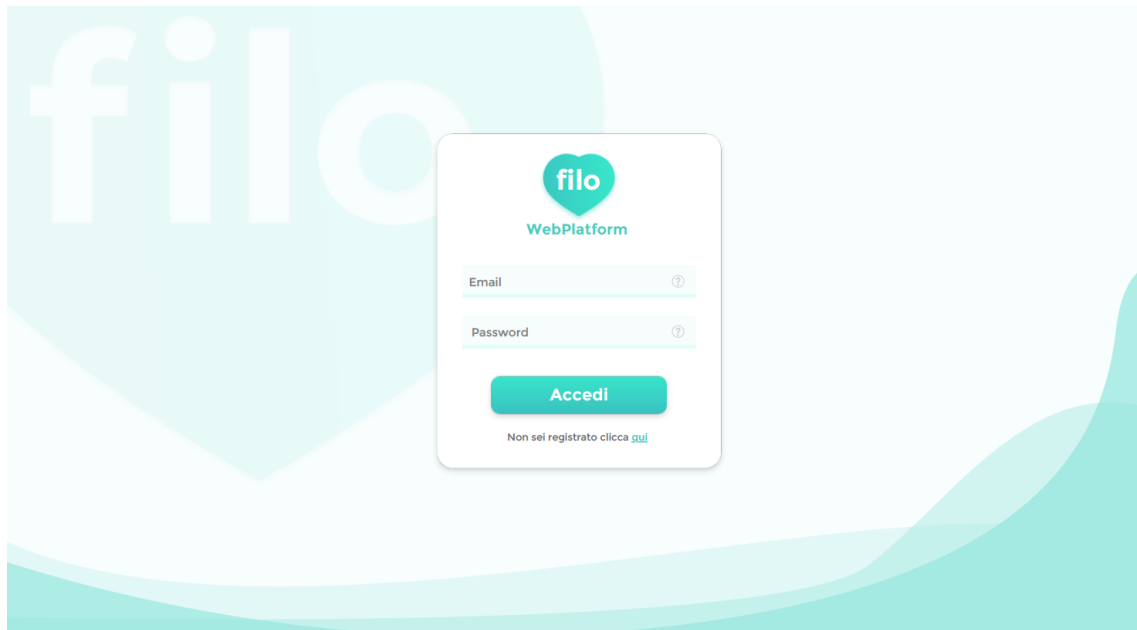 filo
filo
WebPlatform
Email
Password
Accedi
Non sei registrato clicca qui